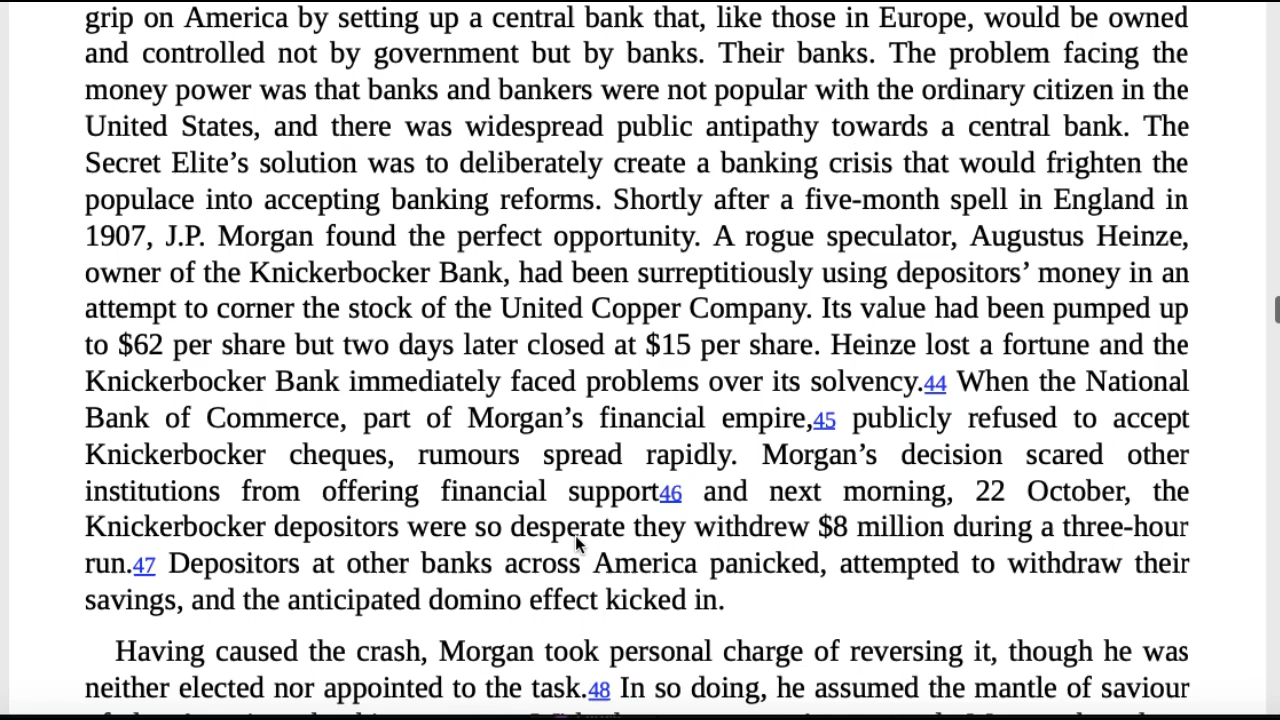 grip on America by setting up a central bank that, like those in Europe, would be owned
and controlled not by government but by banks. Their banks. The problem facing the
money power was that banks and bankers were not popular with the ordinary citizen in the
United States, and there was widespread public antipathy towards a central bank. The
Secret Elite’s solution was to deliberately create a banking crisis that would frighten the
populace into accepting banking reforms. Shortly after a five-month spell in England in
1907, J.P. Morgan found the perfect opportunity. A rogue speculator, Augustus Heinze,
owner of the Knickerbocker Bank, had been surreptitiously using depositors’ money in an
attempt to corner the stock of the United Copper Company. Its value had been pumped up
to $62 per share but two days later closed at $15 per share. Heinze lost a fortune and the
Knickerbocker Bank immediately faced problems over its solvency.44 When the National
Bank of Commerce, part of Morgan’s financial empire,45 publicly refused to accept
Knickerbocker cheques, rumours spread rapidly. Morgan’s decision scared other
institutions from offering financial support46 and next morning, 22 October, the
Knickerbocker depositors were so desperate they withdrew $8 million during a three-hour
run.47 Depositors at other banks across America panicked, attempted to withdraw their
savings, and the anticipated domino effect kicked in.
Having caused the crash, Morgan took personal charge of reversing it, though he was
neither elected nor appointed to the task.48 In so doing, he assumed the mantle of saviour